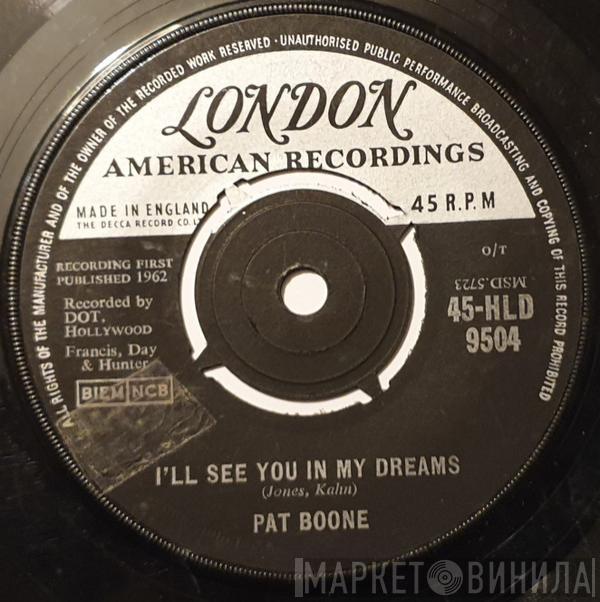 ALL RIGHTS OF THE MANUFACTURER AND OF THE OWNER OF THE RECORDED WORK RESERVED · UNAUTHORISED PUBLIC PERFORMANCE BROADCASTING AND COPYING OF THIS RECORD PROHIBITED
LONDON
AMERICAN RECORDINGS
MADE IN ENGLAND
THE DECCA RECORD CO. L
45 R.P.M
RECORDING FIRST
PUBLISHED 1962
Recorded by
DOT,
HOLLYWOOD
Francis, Day
& Hunter
BIEM NCB
O/T
MSD.5723
45-HLD
9504
I'LL SEE YOU IN MY DREAMS
(Jones, Kahn)
PAT BOONE
МАРКЕТ ВИНИЛА